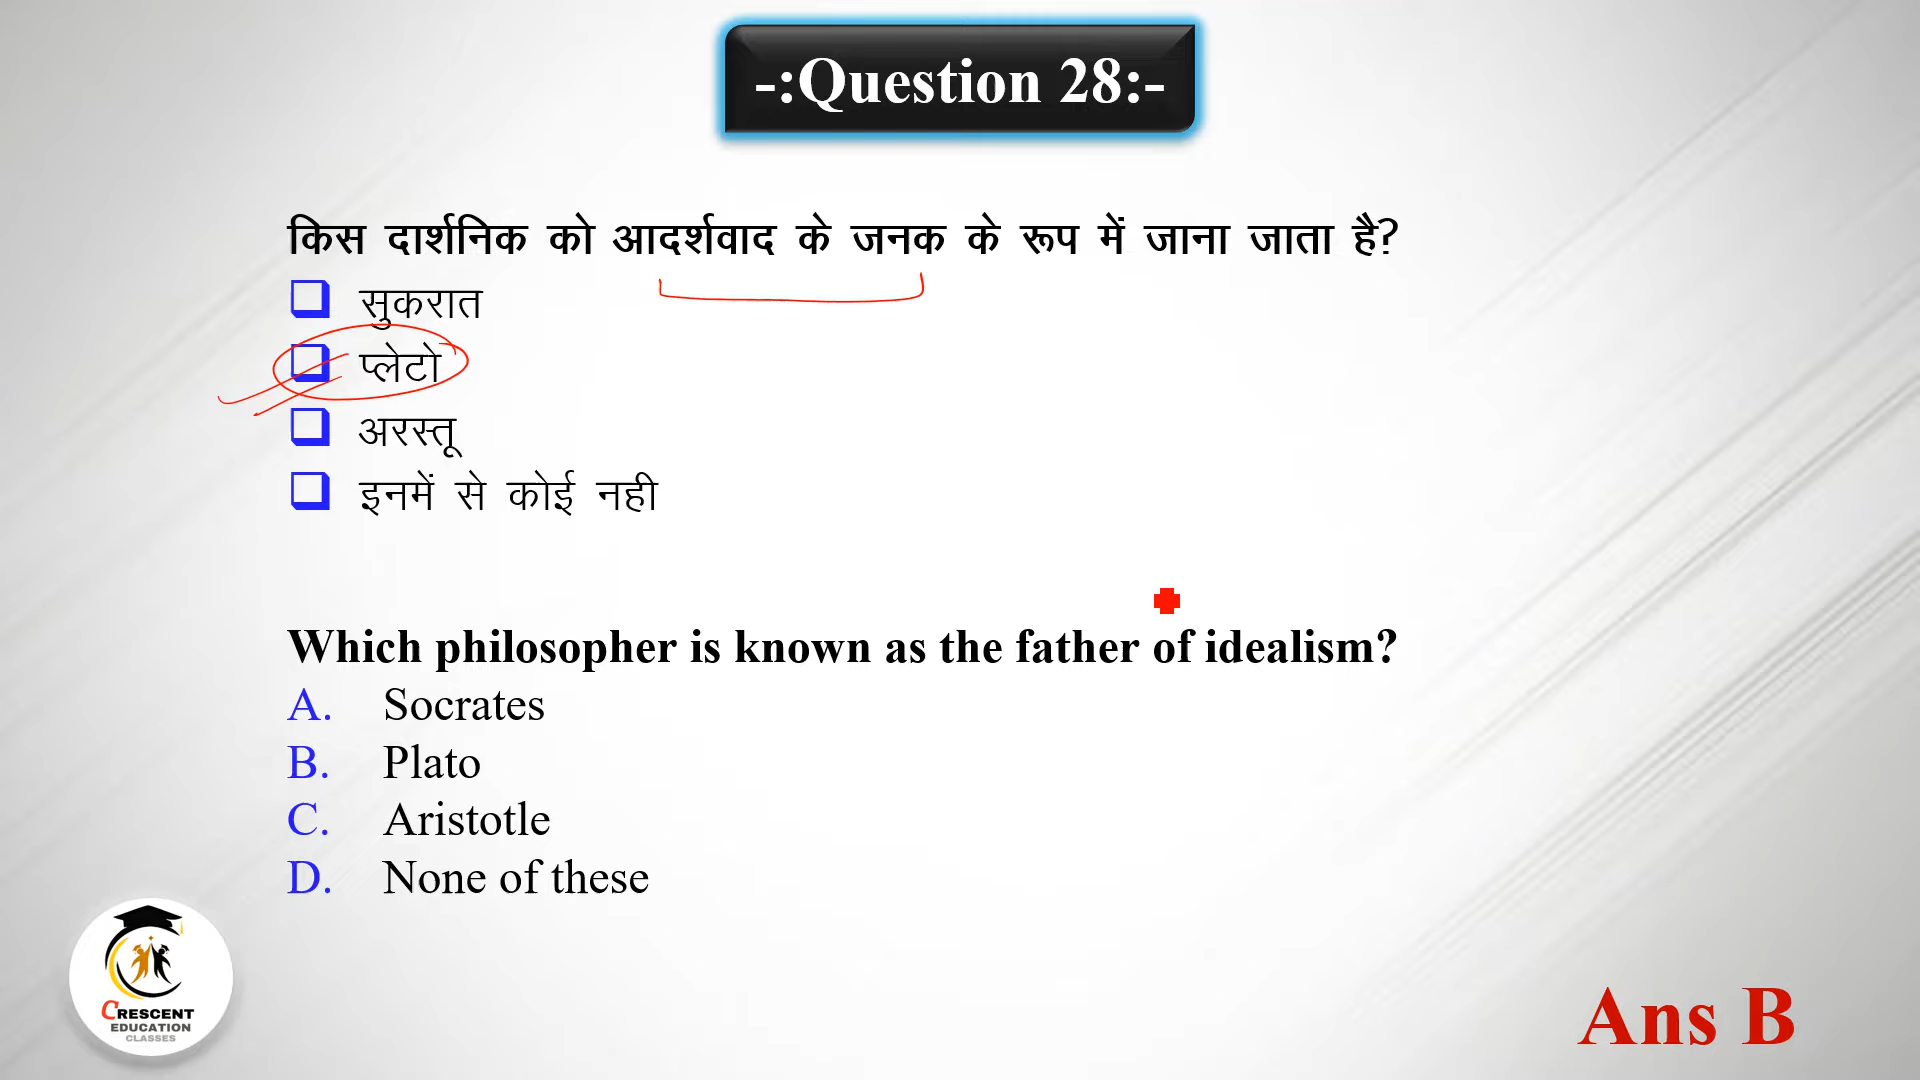 -:Question 28:-
किस दार्शनिक को आदर्शवाद के जनक के रूप में जाना जाता है?
सुकरात
प्लेटो
अरस्तू
इनमें से कोई नही
Which philosopher is known as the father of idealism?
A. Socrates
B. Plato
C. Aristotle
D. None of these
CRESCENT
EDUCATION
CLASSES
Ans B